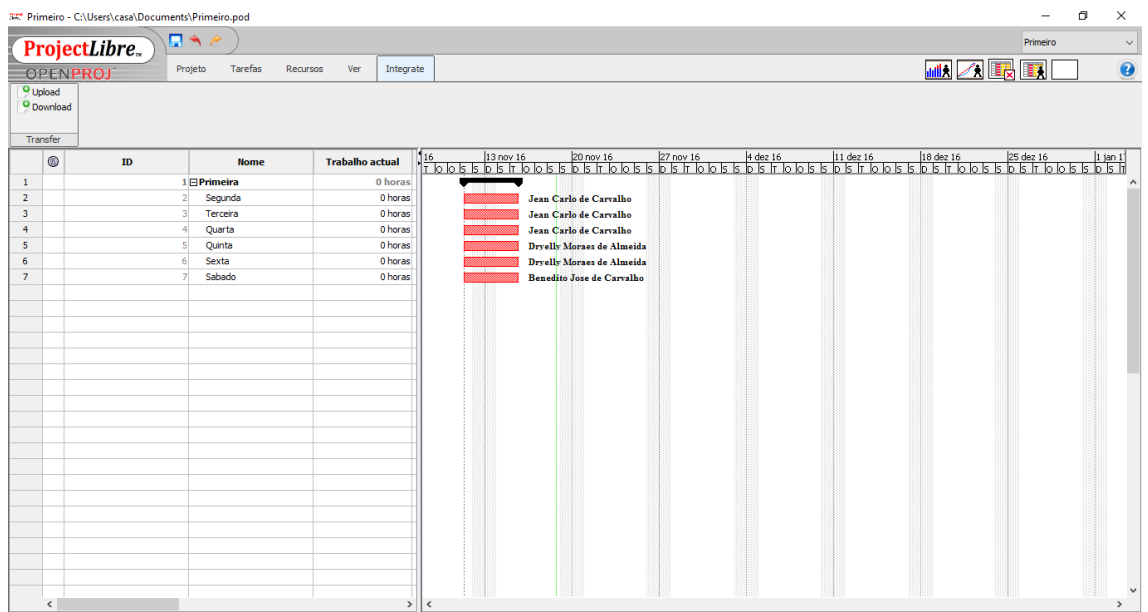 Primeiro - C:\Users\casa\Documents\Primeiro.pod
ProjectLibre™
OPENPROJ
Primeiro
Projeto Tarefas Recursos Ver Integrate
Upload
Download
Transfer
ID Nome Trabalho actual
16 13 nov 16 20 nov 16 27 nov 16 4 dez 16 11 dez 16 18 dez 16 25 dez 16 1 jan 1
1 1 Primeira 0 horas
2 2 Segunda 0 horas Jean Carlo de Carvalho
3 3 Terceira 0 horas Jean Carlo de Carvalho
4 4 Quarta 0 horas Jean Carlo de Carvalho
5 5 Quinta 0 horas Dryelly Moraes de Almeida
6 6 Sexta 0 horas Dryelly Moraes de Almeida
7 7 Sabado 0 horas Benedito Jose de Carvalho